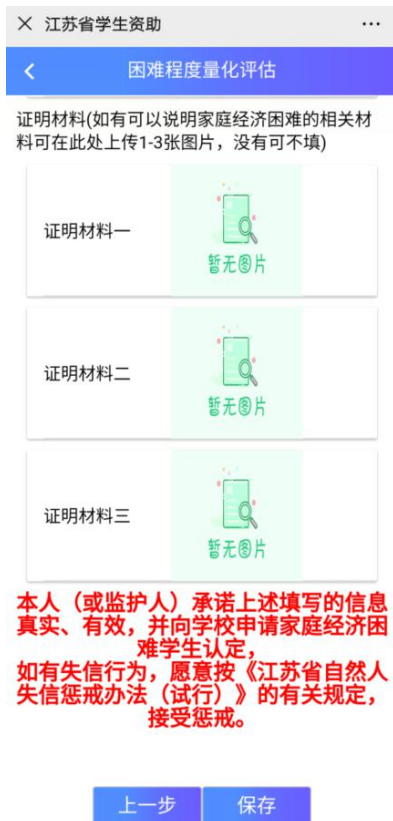 江苏省学生资助
困难程度量化评估
证明材料(如有可以说明家庭经济困难的相关材
料可在此处上传1-3张图片，没有可不填)
证明材料一
暂无图片
证明材料二
暂无图片
证明材料三
暂无图片
本人（或监护人）承诺上述填写的信息
真实、有效，并向学校申请家庭经济困
难学生认定，
如有失信行为，愿意按《江苏省自然人
失信惩戒办法（试行）》的有关规定，
接受惩戒。
上一步 保存